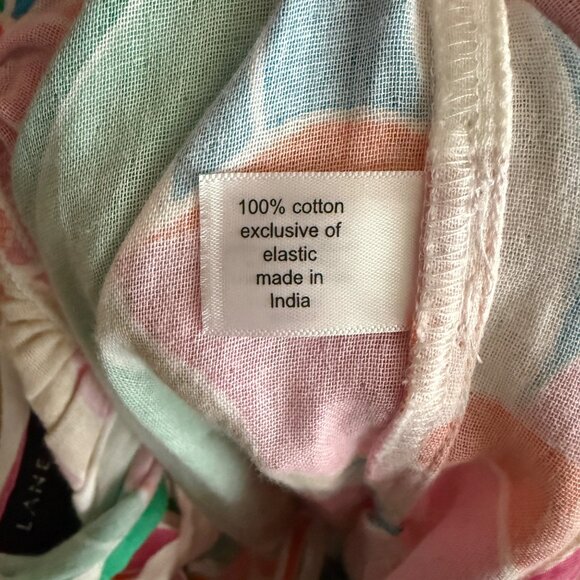 100% cotton
exclusive of
elastic
made in
India
LANE